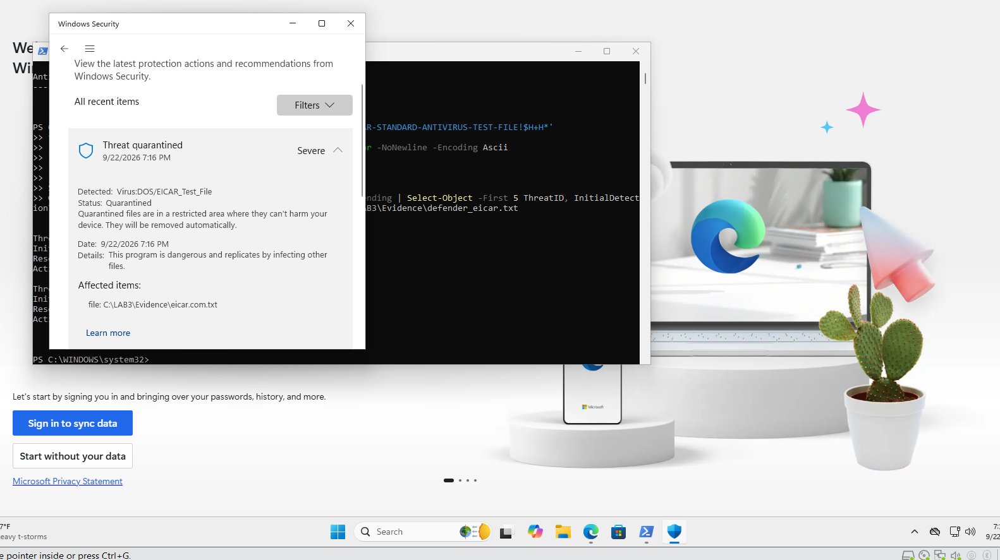 Windows Security
View the latest protection actions and recommendations from
Windows Security.
All recent items
Filters
Threat quarantined
9/22/2026 7:16 PM
Severe
Detected: Virus:DOS/EICAR_Test_File
Status: Quarantined
Quarantined files are in a restricted area where they can't harm your
device. They will be removed automatically.
Date: 9/22/2026 7:16 PM
Details: This program is dangerous and replicates by infecting other
files.
Affected items:
file: C:\LAB3\Evidence\eicar.com.txt
Learn more
We
Wi
Ant
---
PS R-STANDARD-ANTIVIRUS-TEST-FILE!$H+H*'
>>
>> r -NoNewline -Encoding Ascii
>>
>>
>>
>>
>> nding | Select-Object -First 5 ThreatID, InitialDetect
ion \LAB3\Evidence\defender_eicar.txt
Thr
Ini
Res
Act
Thr
Ini
Res
Act
PS C:\WINDOWS\system32>
Let's start by signing you in and bringing over your passwords, history, and more.
Sign in to sync data
Start without your data
Microsoft Privacy Statement
Microsoft
7°F
eavy t-storms
Search
7:
9/22
e pointer inside or press Ctrl+G.